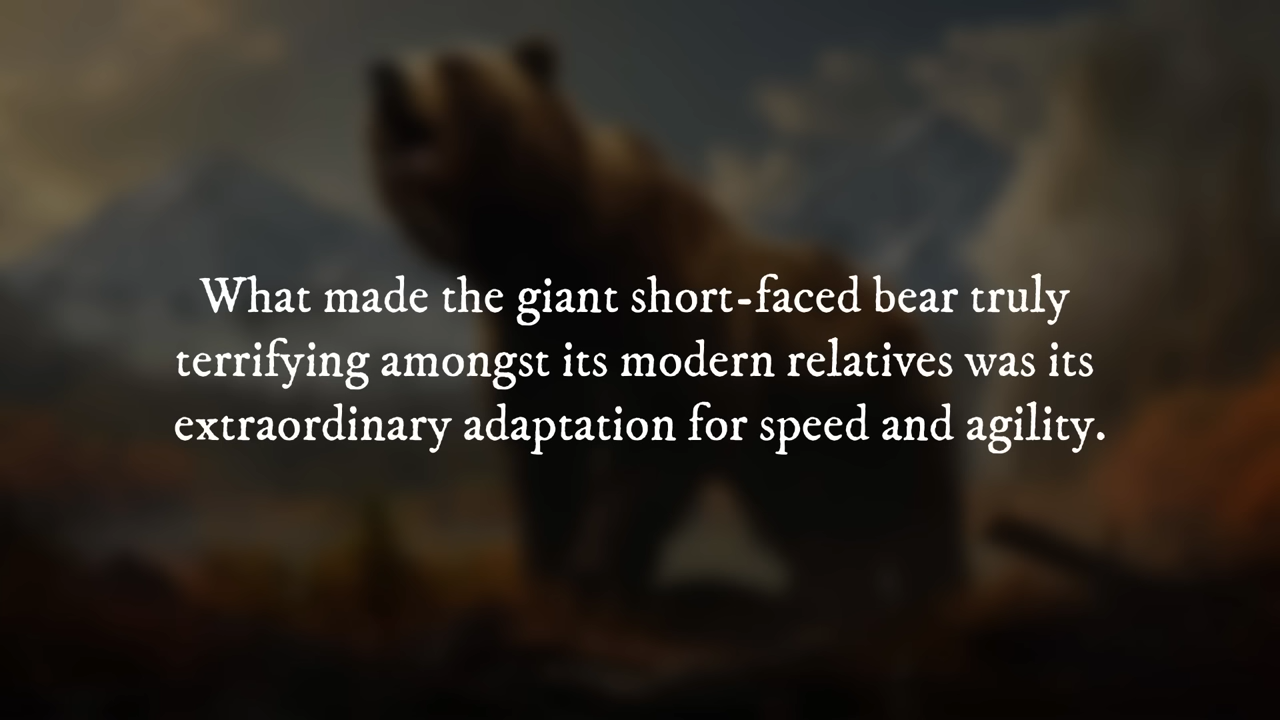 What made the giant short-faced bear truly
terrifying amongst its modern relatives was its
extraordinary adaptation for speed and agility.